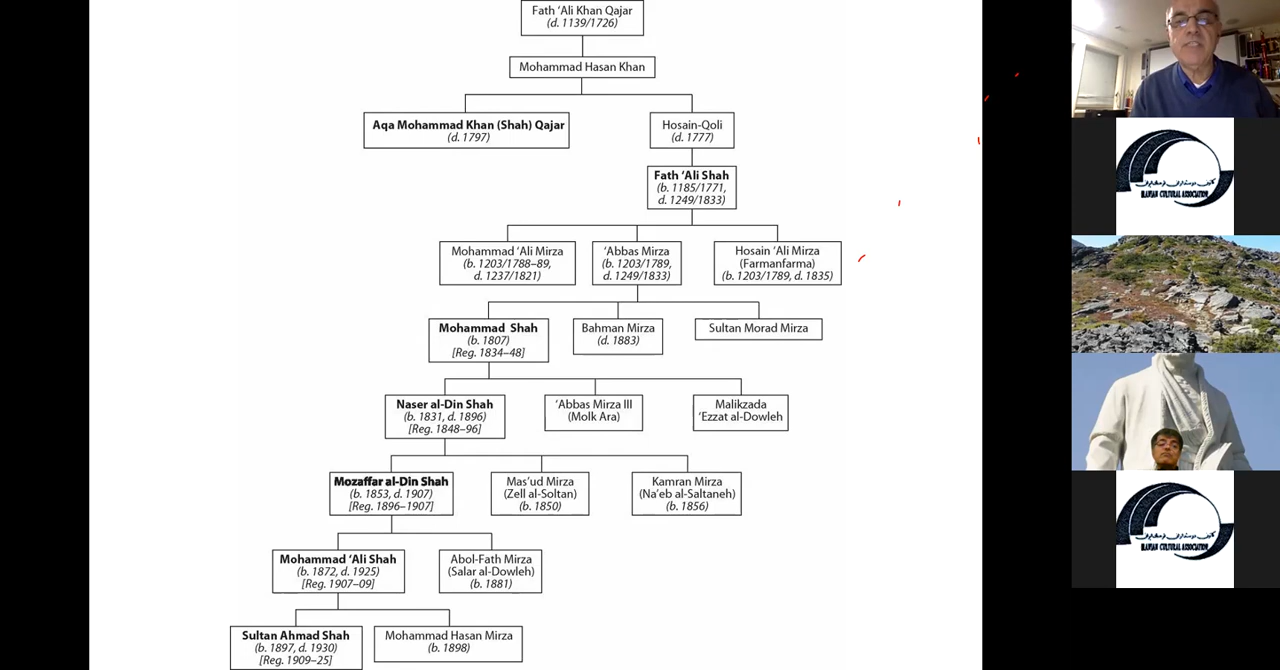 Fath ‘Ali Khan Qajar
(d. 1139/1726)
Mohammad Hasan Khan
Aqa Mohammad Khan (Shah) Qajar
(d. 1797)
Hosain-Qoli
(d. 1777)
Fath ‘Ali Shah
(b. 1185/1771,
d. 1249/1833)
Mohammad ‘Ali Mirza
(b. 1203/1788–89,
d. 1237/1821)
‘Abbas Mirza
(b. 1203/1789,
d. 1249/1833)
Hosain ‘Ali Mirza
(Farmanfarma)
(b. 1203/1789, d. 1835)
Mohammad Shah
(b. 1807)
[Reg. 1834–48]
Bahman Mirza
(d. 1883)
Sultan Morad Mirza
Naser al-Din Shah
(b. 1831, d. 1896)
[Reg. 1848–96]
‘Abbas Mirza III
(Molk Ara)
Malikzada
‘Ezzat al-Dowleh
Mozaffar al-Din Shah
(b. 1853, d. 1907)
[Reg. 1896–1907]
Mas‘ud Mirza
(Zell al-Soltan)
(b. 1850)
Kamran Mirza
(Na’eb al-Saltaneh)
(b. 1856)
Mohammad ‘Ali Shah
(b. 1872, d. 1925)
[Reg. 1907–09]
Abol-Fath Mirza
(Salar al-Dowleh)
(b. 1881)
Sultan Ahmad Shah
(b. 1897, d. 1930)
[Reg. 1909–25]
Mohammad Hasan Mirza
(b. 1898)
IRANIAN CULTURAL ASSOCIATION
IRANIAN CULTURAL ASSOCIATION